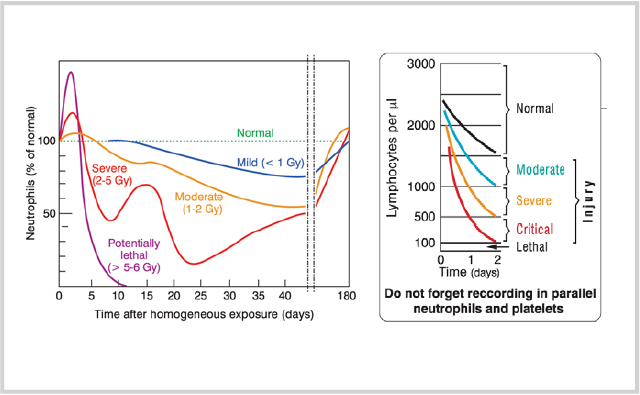 Neutrophils (% of normal)
100
50
Normal
Mild (< 1 Gy)
Severe
(2-5 Gy)
Moderate
(1-2 Gy)
Potentially
lethal
(> 5-6 Gy)
0 5 10 15 20 25 30 35 40 180
Time after homogeneous exposure (days)
Lymphocytes per µl
3000
2000
1000
500
100
Normal
Moderate
Severe
Critical
Lethal
Injury
0 1 2
Time (days)
Do not forget reccording in parallel
neutrophils and platelets